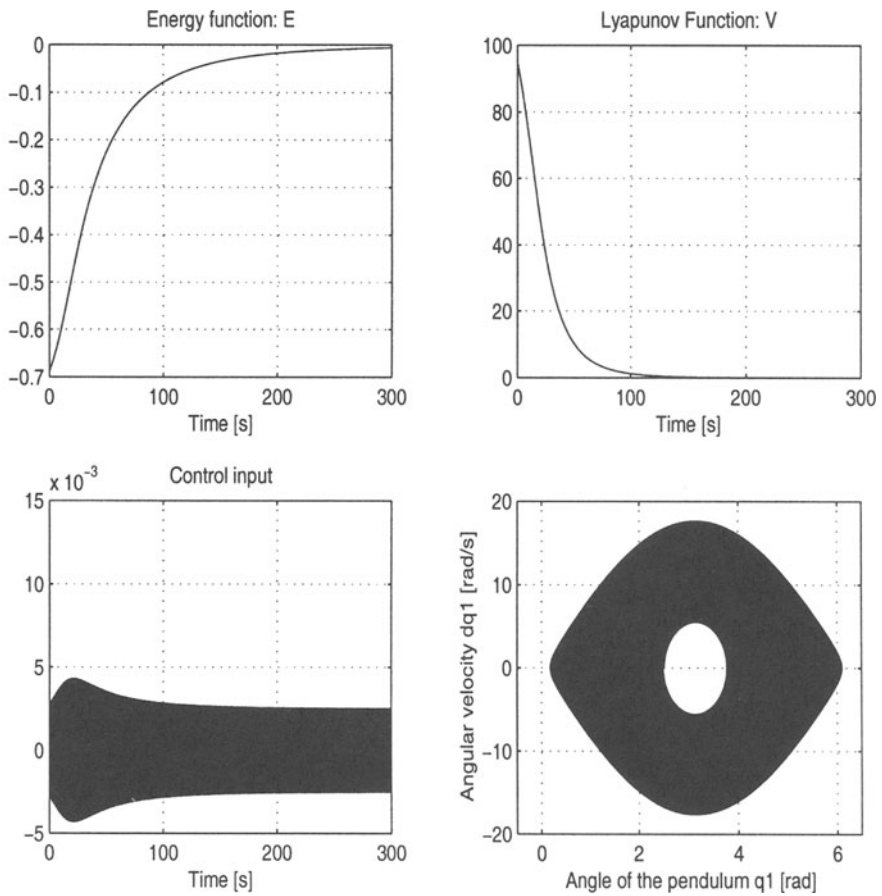 Energy function: E
0
−0.1
−0.2
−0.3
−0.4
−0.5
−0.6
−0.7
0 100 200 300
Time [s]
Lyapunov Function: V
100
80
60
40
20
0
0 100 200 300
Time [s]
x 10⁻³ Control input
15
10
5
0
−5
0 100 200 300
Time [s]
Angular velocity dq1 [rad/s]
20
10
0
−10
−20
0 2 4 6
Angle of the pendulum q1 [rad]